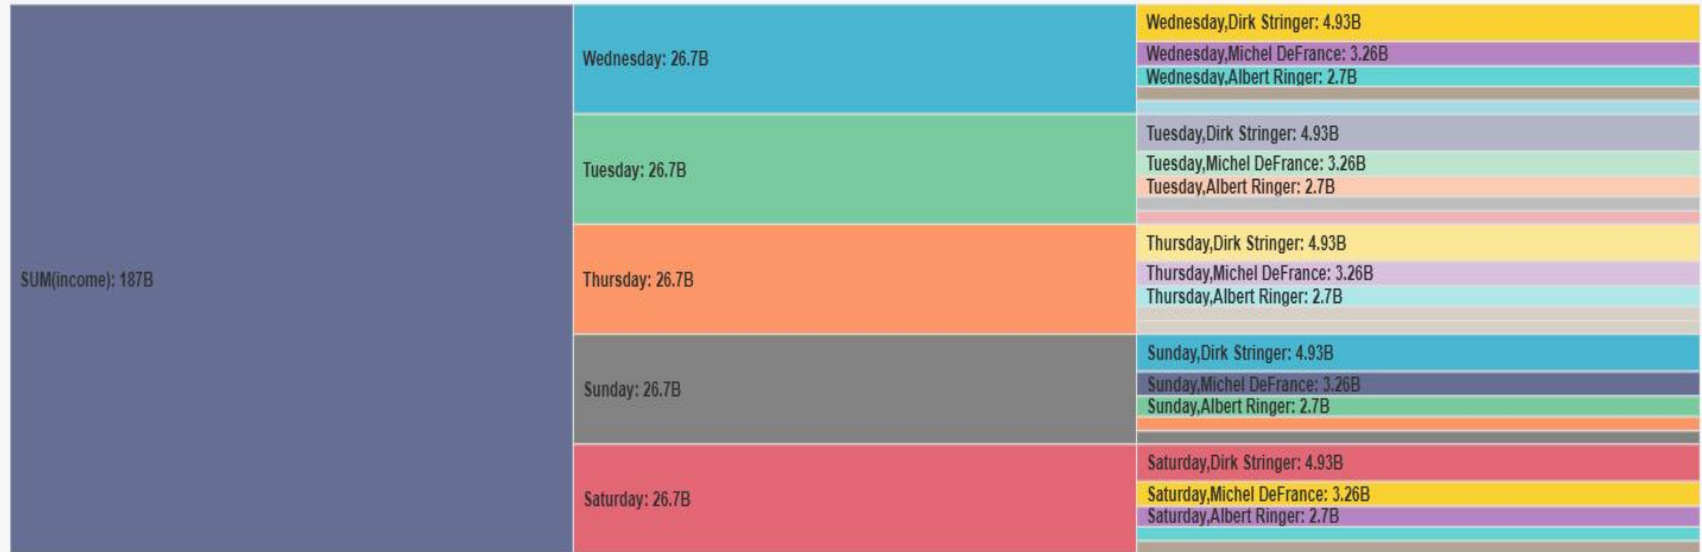 SUM(income): 187B
Wednesday: 26.7B
Wednesday,Dirk Stringer: 4.93B
Wednesday,Michel DeFrance: 3.26B
Wednesday,Albert Ringer: 2.7B
Tuesday: 26.7B
Tuesday,Dirk Stringer: 4.93B
Tuesday,Michel DeFrance: 3.26B
Tuesday,Albert Ringer: 2.7B
Thursday: 26.7B
Thursday,Dirk Stringer: 4.93B
Thursday,Michel DeFrance: 3.26B
Thursday,Albert Ringer: 2.7B
Sunday: 26.7B
Sunday,Dirk Stringer: 4.93B
Sunday,Michel DeFrance: 3.26B
Sunday,Albert Ringer: 2.7B
Saturday: 26.7B
Saturday,Dirk Stringer: 4.93B
Saturday,Michel DeFrance: 3.26B
Saturday,Albert Ringer: 2.7B